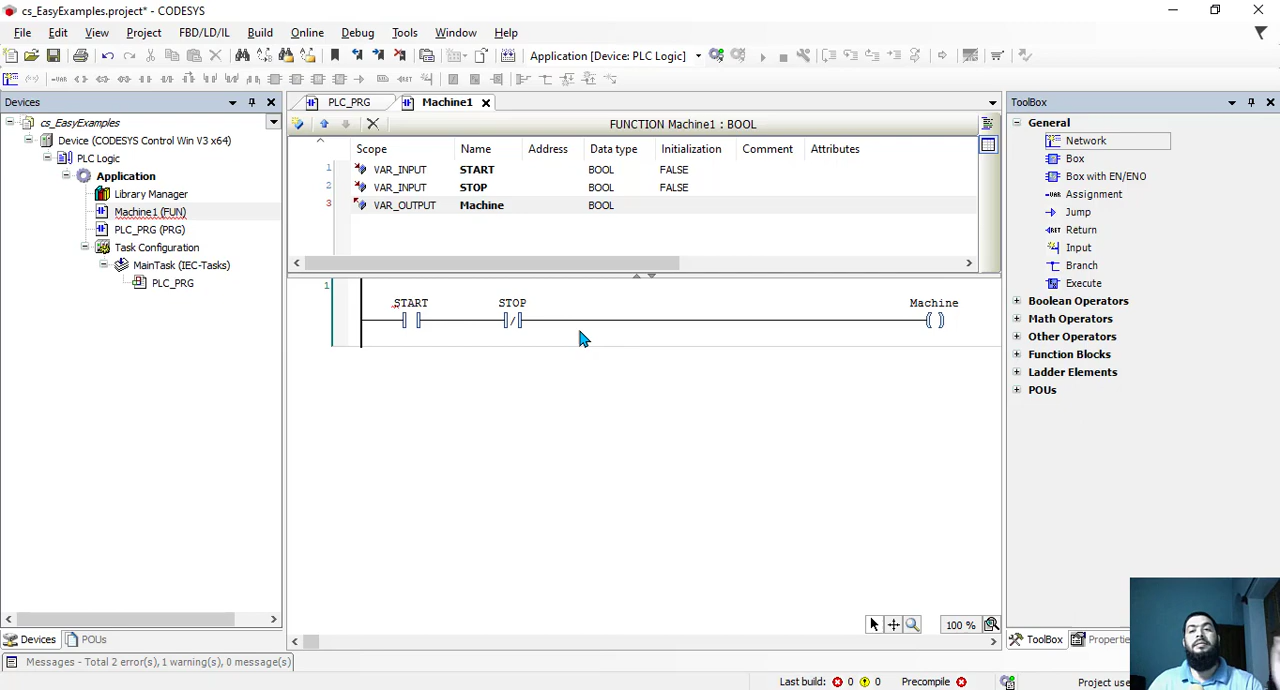 cs_EasyExamples.project* - CODESYS
File Edit View Project FBD/LD/IL Build Online Debug Tools Window Help
Application [Device: PLC Logic]
Devices
PLC_PRG
Machine1
ToolBox
cs_EasyExamples
Device (CODESYS Control Win V3 x64)
PLC Logic
Application
Library Manager
Machine1 (FUN)
PLC_PRG (PRG)
Task Configuration
MainTask (IEC-Tasks)
PLC_PRG
FUNCTION Machine1 : BOOL
Scope Name Address Data type Initialization Comment Attributes
1 VAR_INPUT START BOOL FALSE
2 VAR_INPUT STOP BOOL FALSE
3 VAR_OUTPUT Machine BOOL
1
START STOP Machine
General
Network
Box
Box with EN/ENO
Assignment
Jump
Return
Input
Branch
Execute
Boolean Operators
Math Operators
Other Operators
Function Blocks
Ladder Elements
POUs
100 %
Devices POUs
ToolBox
Messages - Total 2 error(s), 1 warning(s), 0 message(s)
Last build: 0 0 Precompile